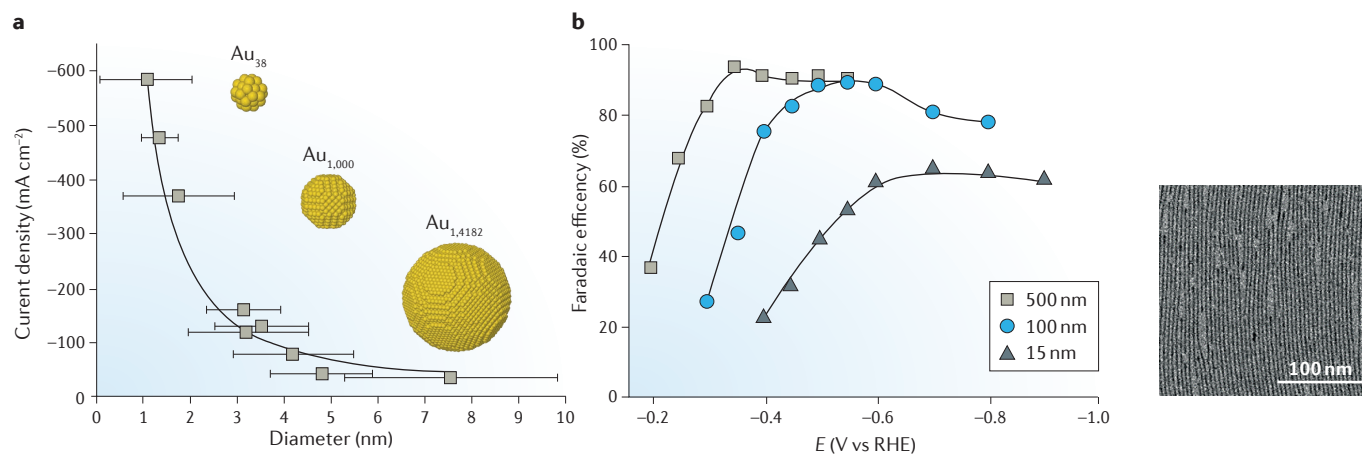 a
Curent density (mA cm⁻²)
–600
–500
–400
–300
–200
–100
0
0 1 2 3 4 5 6 7 8 9 10
Diameter (nm)
Au₃₈
Au₁,₀₀₀
Au₁,₄₁₈₂
b
Faradaic efficency (%)
100
80
60
40
20
0
–0.2 –0.4 –0.6 –0.8 –1.0
E (V vs RHE)
500 nm
100 nm
15 nm
100 nm